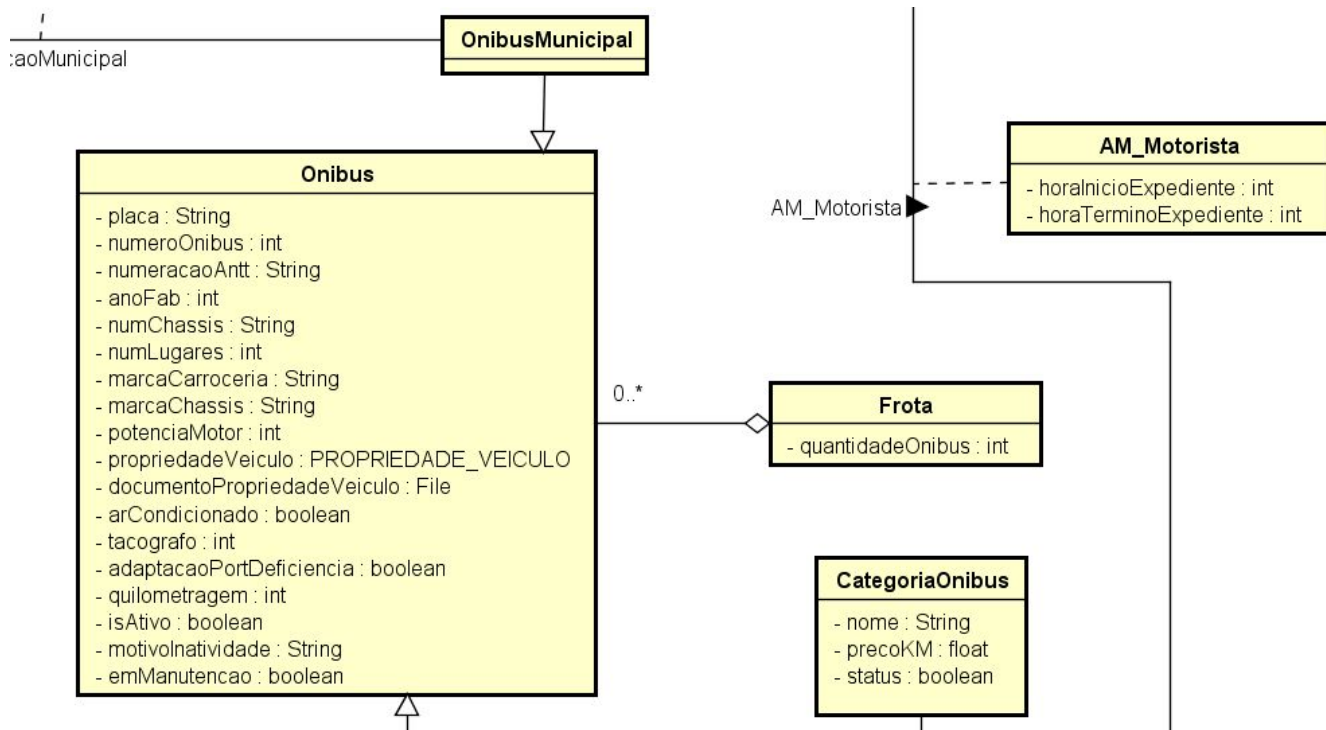 OnibusMunicipal
caoMunicipal
Onibus
- placa : String
- numeroOnibus : int
- numeracaoAntt : String
- anoFab : int
- numChassis : String
- numLugares : int
- marcaCarroceria : String
- marcaChassis : String
- potenciaMotor : int
- propriedadeVeiculo : PROPRIEDADE_VEICULO
- documentoPropriedadeVeiculo : File
- arCondicionado : boolean
- tacografo : int
- adaptacaoPortDeficiencia : boolean
- quilometragem : int
- isAtivo : boolean
- motivoInatividade : String
- emManutencao : boolean
AM_Motorista
AM_Motorista
- horaInicioExpediente : int
- horaTerminoExpediente : int
0..*
Frota
- quantidadeOnibus : int
CategoriaOnibus
- nome : String
- precoKM : float
- status : boolean